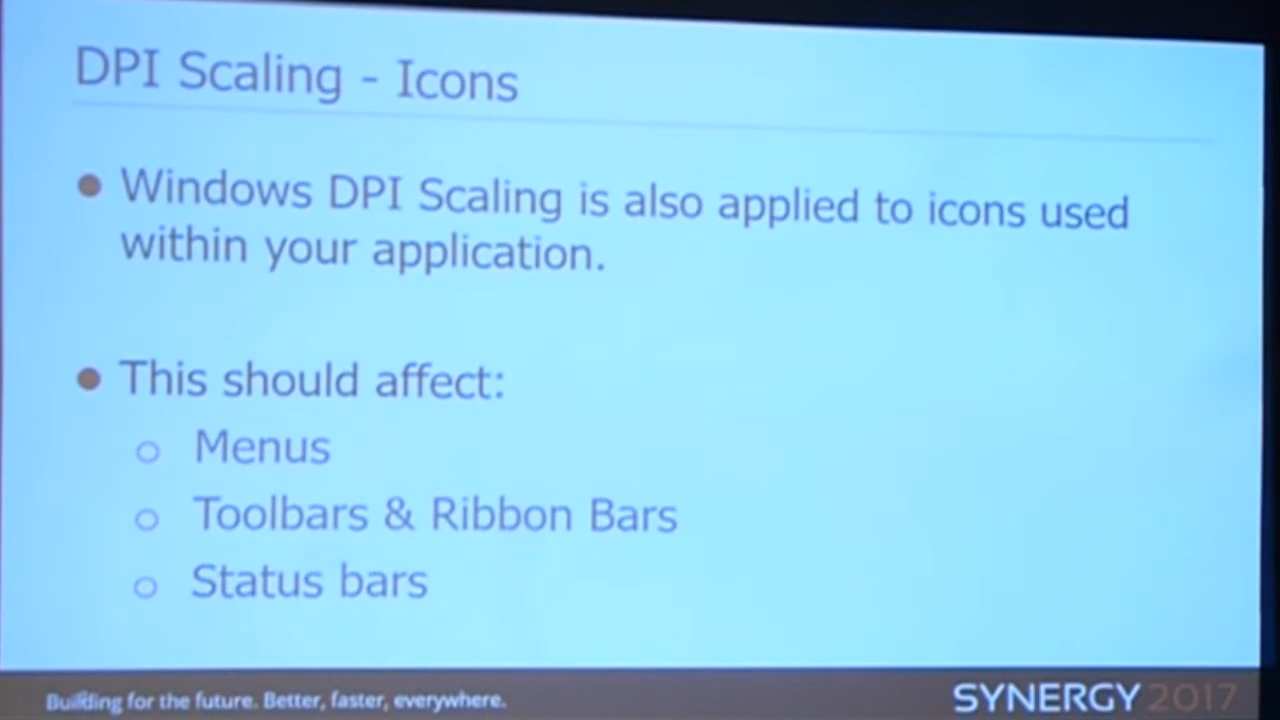 DPI Scaling - Icons
● Windows DPI Scaling is also applied to icons used
within your application.
● This should affect:
o Menus
o Toolbars & Ribbon Bars
o Status bars
Building for the future. Better, faster, everywhere.
SYNERGY 2017